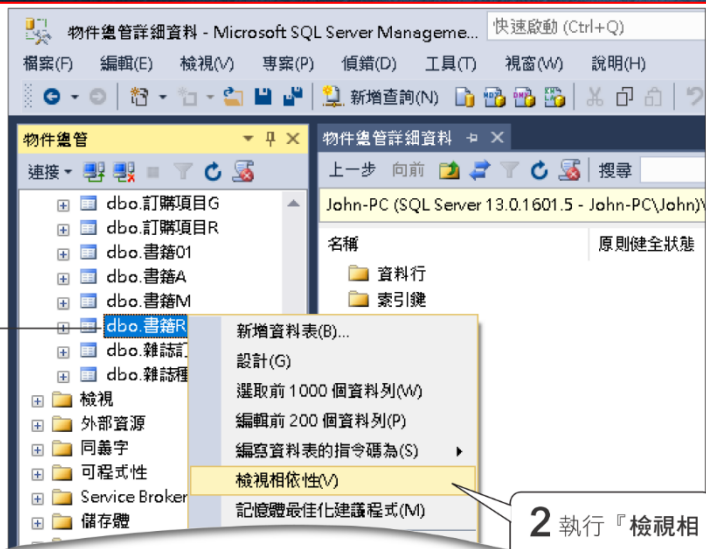 物件總管詳細資料 - Microsoft SQL Server Manageme...
快速啟動 (Ctrl+Q)
檔案(F) 編輯(E) 檢視(V) 專案(P) 偵錯(D) 工具(T) 視窗(W) 說明(H)
新增查詢(N)
物件總管
物件總管詳細資料
連接
上一步 向前 搜尋
John-PC (SQL Server 13.0.1601.5 - John-PC\John)\
名稱 原則健全狀態
資料行
索引鍵
dbo.訂購項目G
dbo.訂購項目R
dbo.書籍01
dbo.書籍A
dbo.書籍M
dbo.書籍R
dbo.雜誌訂
dbo.雜誌種
檢視
外部資源
同義字
可程式性
Service Broker
儲存體
新增資料表(B)...
設計(G)
選取前 1000 個資料列(W)
編輯前 200 個資料列(P)
編寫資料表的指令碼為(S)
檢視相依性(V)
記憶體最佳化建議程式(M)
2 執行『檢視相